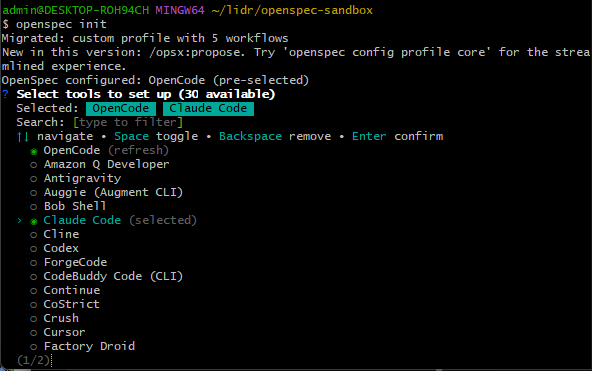 admin@DESKTOP-ROH94CH MINGW64 ~/lidr/openspec-sandbox
$ openspec init
Migrated: custom profile with 5 workflows
New in this version: /opsx:propose. Try 'openspec config profile core' for the strea
mlined experience.
OpenSpec configured: OpenCode (pre-selected)
? Select tools to set up (30 available)
Selected: OpenCode Claude Code
Search: [type to filter]
↑↓ navigate • Space toggle • Backspace remove • Enter confirm
◉ OpenCode (refresh)
○ Amazon Q Developer
○ Antigravity
○ Auggie (Augment CLI)
○ Bob Shell
› ◉ Claude Code (selected)
○ Cline
○ Codex
○ ForgeCode
○ CodeBuddy Code (CLI)
○ Continue
○ CoStrict
○ Crush
○ Cursor
○ Factory Droid
(1/2)